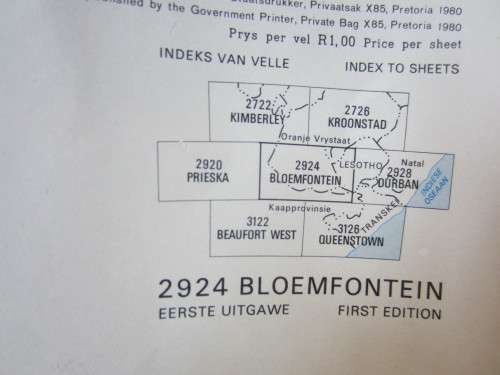 Staatsdrukker, Privaatsak X85, Pretoria 1980
Published by the Government Printer, Private Bag X85, Pretoria 1980
Prys per vel R1,00 Price per sheet
INDEKS VAN VELLE INDEX TO SHEETS
2722 2726
KIMBERLEY KROONSTAD
Oranje Vrystaat
2920 2924 LESOTHO Natal
PRIESKA BLOEMFONTEIN 2928
DURBAN
INDIESE
OSEAAN
Kaapprovinsie TRANSKEI
3122 3126
BEAUFORT WEST QUEENSTOWN
2924 BLOEMFONTEIN
EERSTE UITGAWE FIRST EDITION